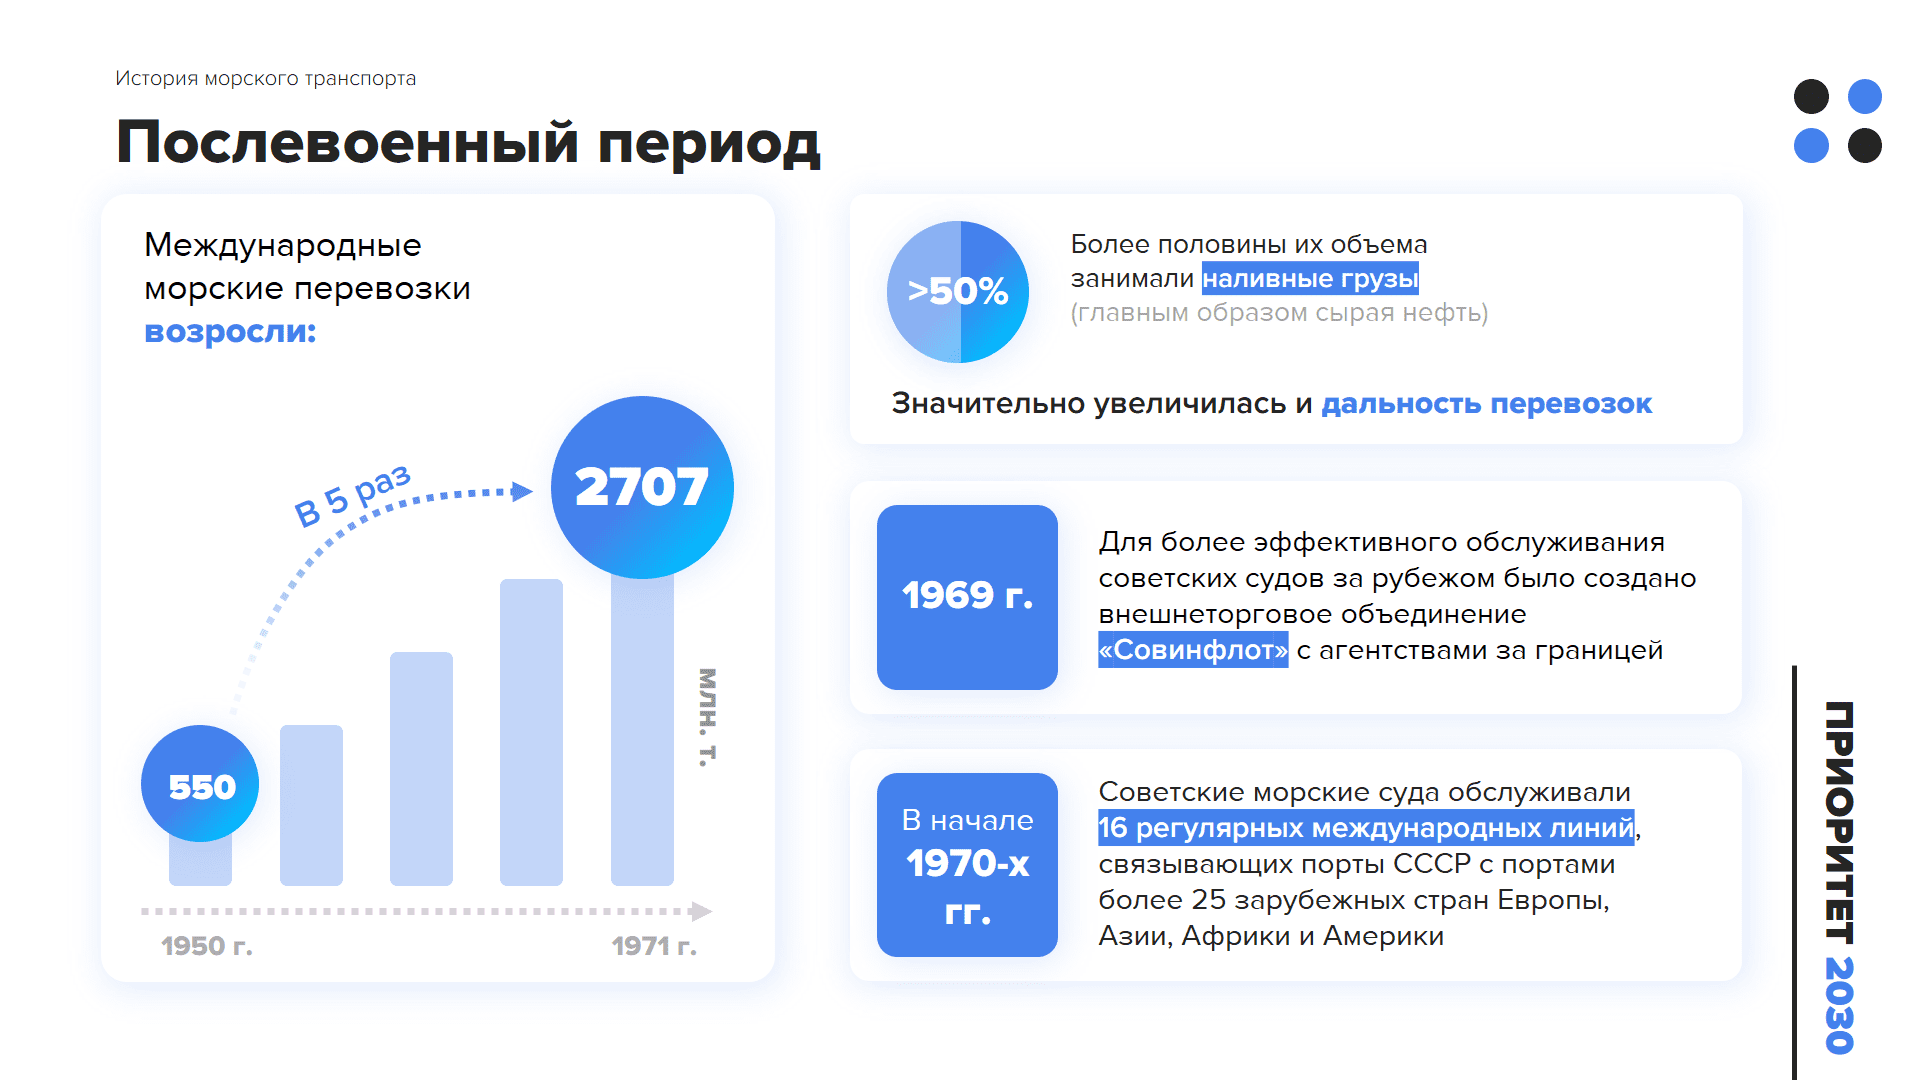 История морского транспорта
Послевоенный период
Международные
морские перевозки
возросли:
В 5 раз
2707
550
млн. т.
1950 г.
1971 г.
>50%
Более половины их объема
занимали наливные грузы
(главным образом сырая нефть)
Значительно увеличилась и дальность перевозок
1969 г.
Для более эффективного обслуживания
советских судов за рубежом было создано
внешнеторговое объединение
«Совинфлот» с агентствами за границей
В начале
1970-х
гг.
Советские морские суда обслуживали
16 регулярных международных линий,
связывающих порты СССР с портами
более 25 зарубежных стран Европы,
Азии, Африки и Америки
ПРИОРИТЕТ 2030